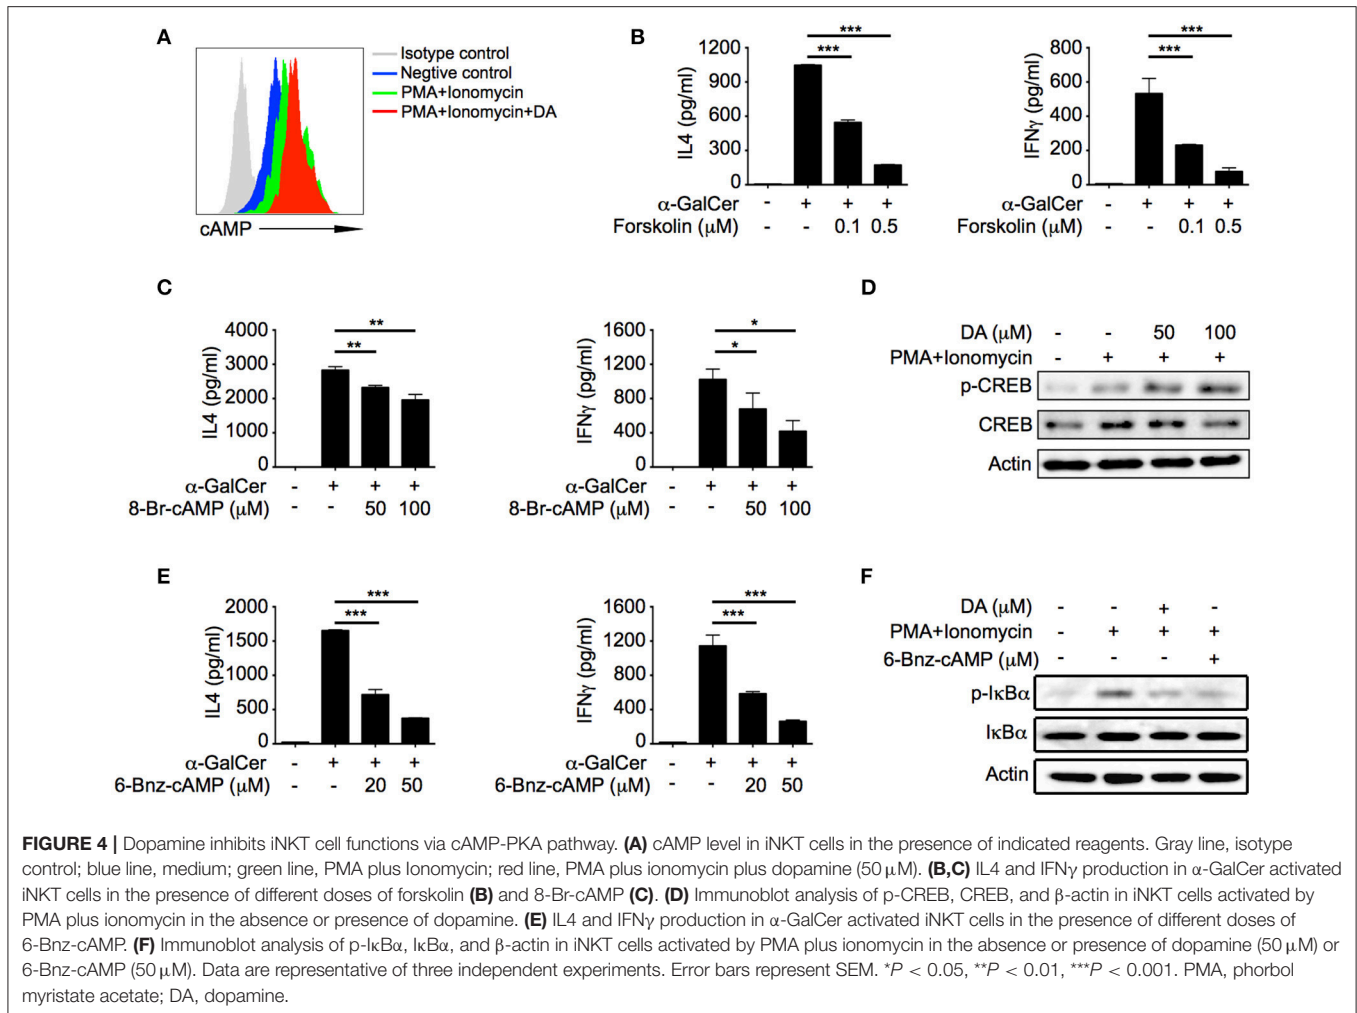 A
Isotype control
Negtive control
PMA+Ionomycin
PMA+Ionomycin+DA
cAMP
B
***
***
1200
900
600
300
0
IL4 (pg/ml)
α-GalCer - + + +
Forskolin (μM) - - 0.1 0.5
***
***
800
600
400
200
0
IFNγ (pg/ml)
α-GalCer - + + +
Forskolin (μM) - - 0.1 0.5
C
**
**
4000
3000
2000
1000
0
IL4 (pg/ml)
α-GalCer - + + +
8-Br-cAMP (μM) - - 50 100
*
*
1600
1200
800
400
0
IFNγ (pg/ml)
α-GalCer - + + +
8-Br-cAMP (μM) - - 50 100
D
DA (μM) - - 50 100
PMA+Ionomycin - + + +
p-CREB
CREB
Actin
E
***
***
2000
1500
1000
500
0
IL4 (pg/ml)
α-GalCer - + + +
6-Bnz-cAMP (μM) - - 20 50
***
***
1600
1200
800
400
0
IFNγ (pg/ml)
α-GalCer - + + +
6-Bnz-cAMP (μM) - - 20 50
F
DA (μM) - - + -
PMA+Ionomycin - + + +
6-Bnz-cAMP (μM) - - - +
p-IκBα
IκBα
Actin
FIGURE 4 | Dopamine inhibits iNKT cell functions via cAMP-PKA pathway. (A) cAMP level in iNKT cells in the presence of indicated reagents. Gray line, isotype
control; blue line, medium; green line, PMA plus Ionomycin; red line, PMA plus ionomycin plus dopamine (50 μM). (B,C) IL4 and IFNγ production in α-GalCer activated
iNKT cells in the presence of different doses of forskolin (B) and 8-Br-cAMP (C). (D) Immunoblot analysis of p-CREB, CREB, and β-actin in iNKT cells activated by
PMA plus ionomycin in the absence or presence of dopamine. (E) IL4 and IFNγ production in α-GalCer activated iNKT cells in the presence of different doses of
6-Bnz-cAMP. (F) Immunoblot analysis of p-IκBα, IκBα, and β-actin in iNKT cells activated by PMA plus ionomycin in the absence or presence of dopamine (50 μM) or
6-Bnz-cAMP (50 μM). Data are representative of three independent experiments. Error bars represent SEM. *P < 0.05, **P < 0.01, ***P < 0.001. PMA, phorbol
myristate acetate; DA, dopamine.